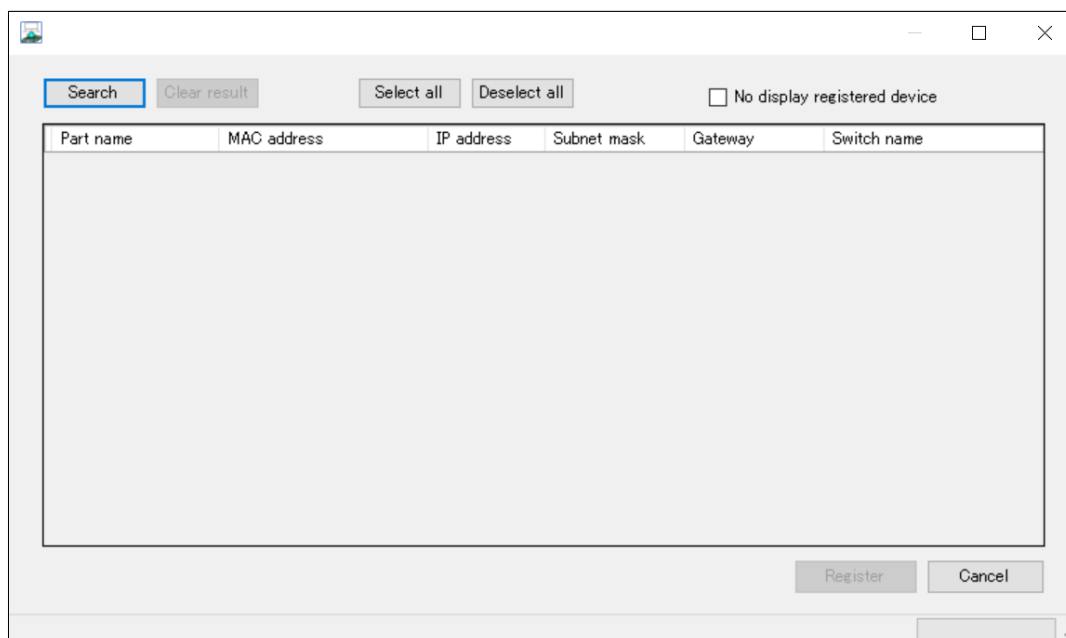 Search Clear result Select all Deselect all No display registered device
Part name MAC address IP address Subnet mask Gateway Switch name
Register Cancel